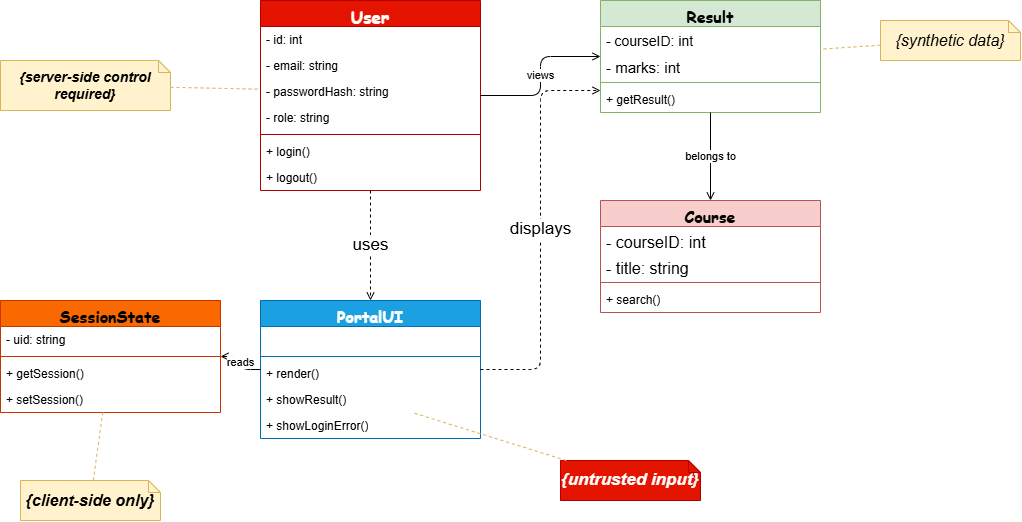 User
- id: int
- email: string
- passwordHash: string
- role: string
+ login()
+ logout()
Result
- courseID: int
- marks: int
+ getResult()
{synthetic data}
{server-side control
required}
views
belongs to
uses
displays
Course
- courseID: int
- title: string
+ search()
SessionState
- uid: string
+ getSession()
+ setSession()
reads
PortalUI
+ render()
+ showResult()
+ showLoginError()
{untrusted input}
{client-side only}